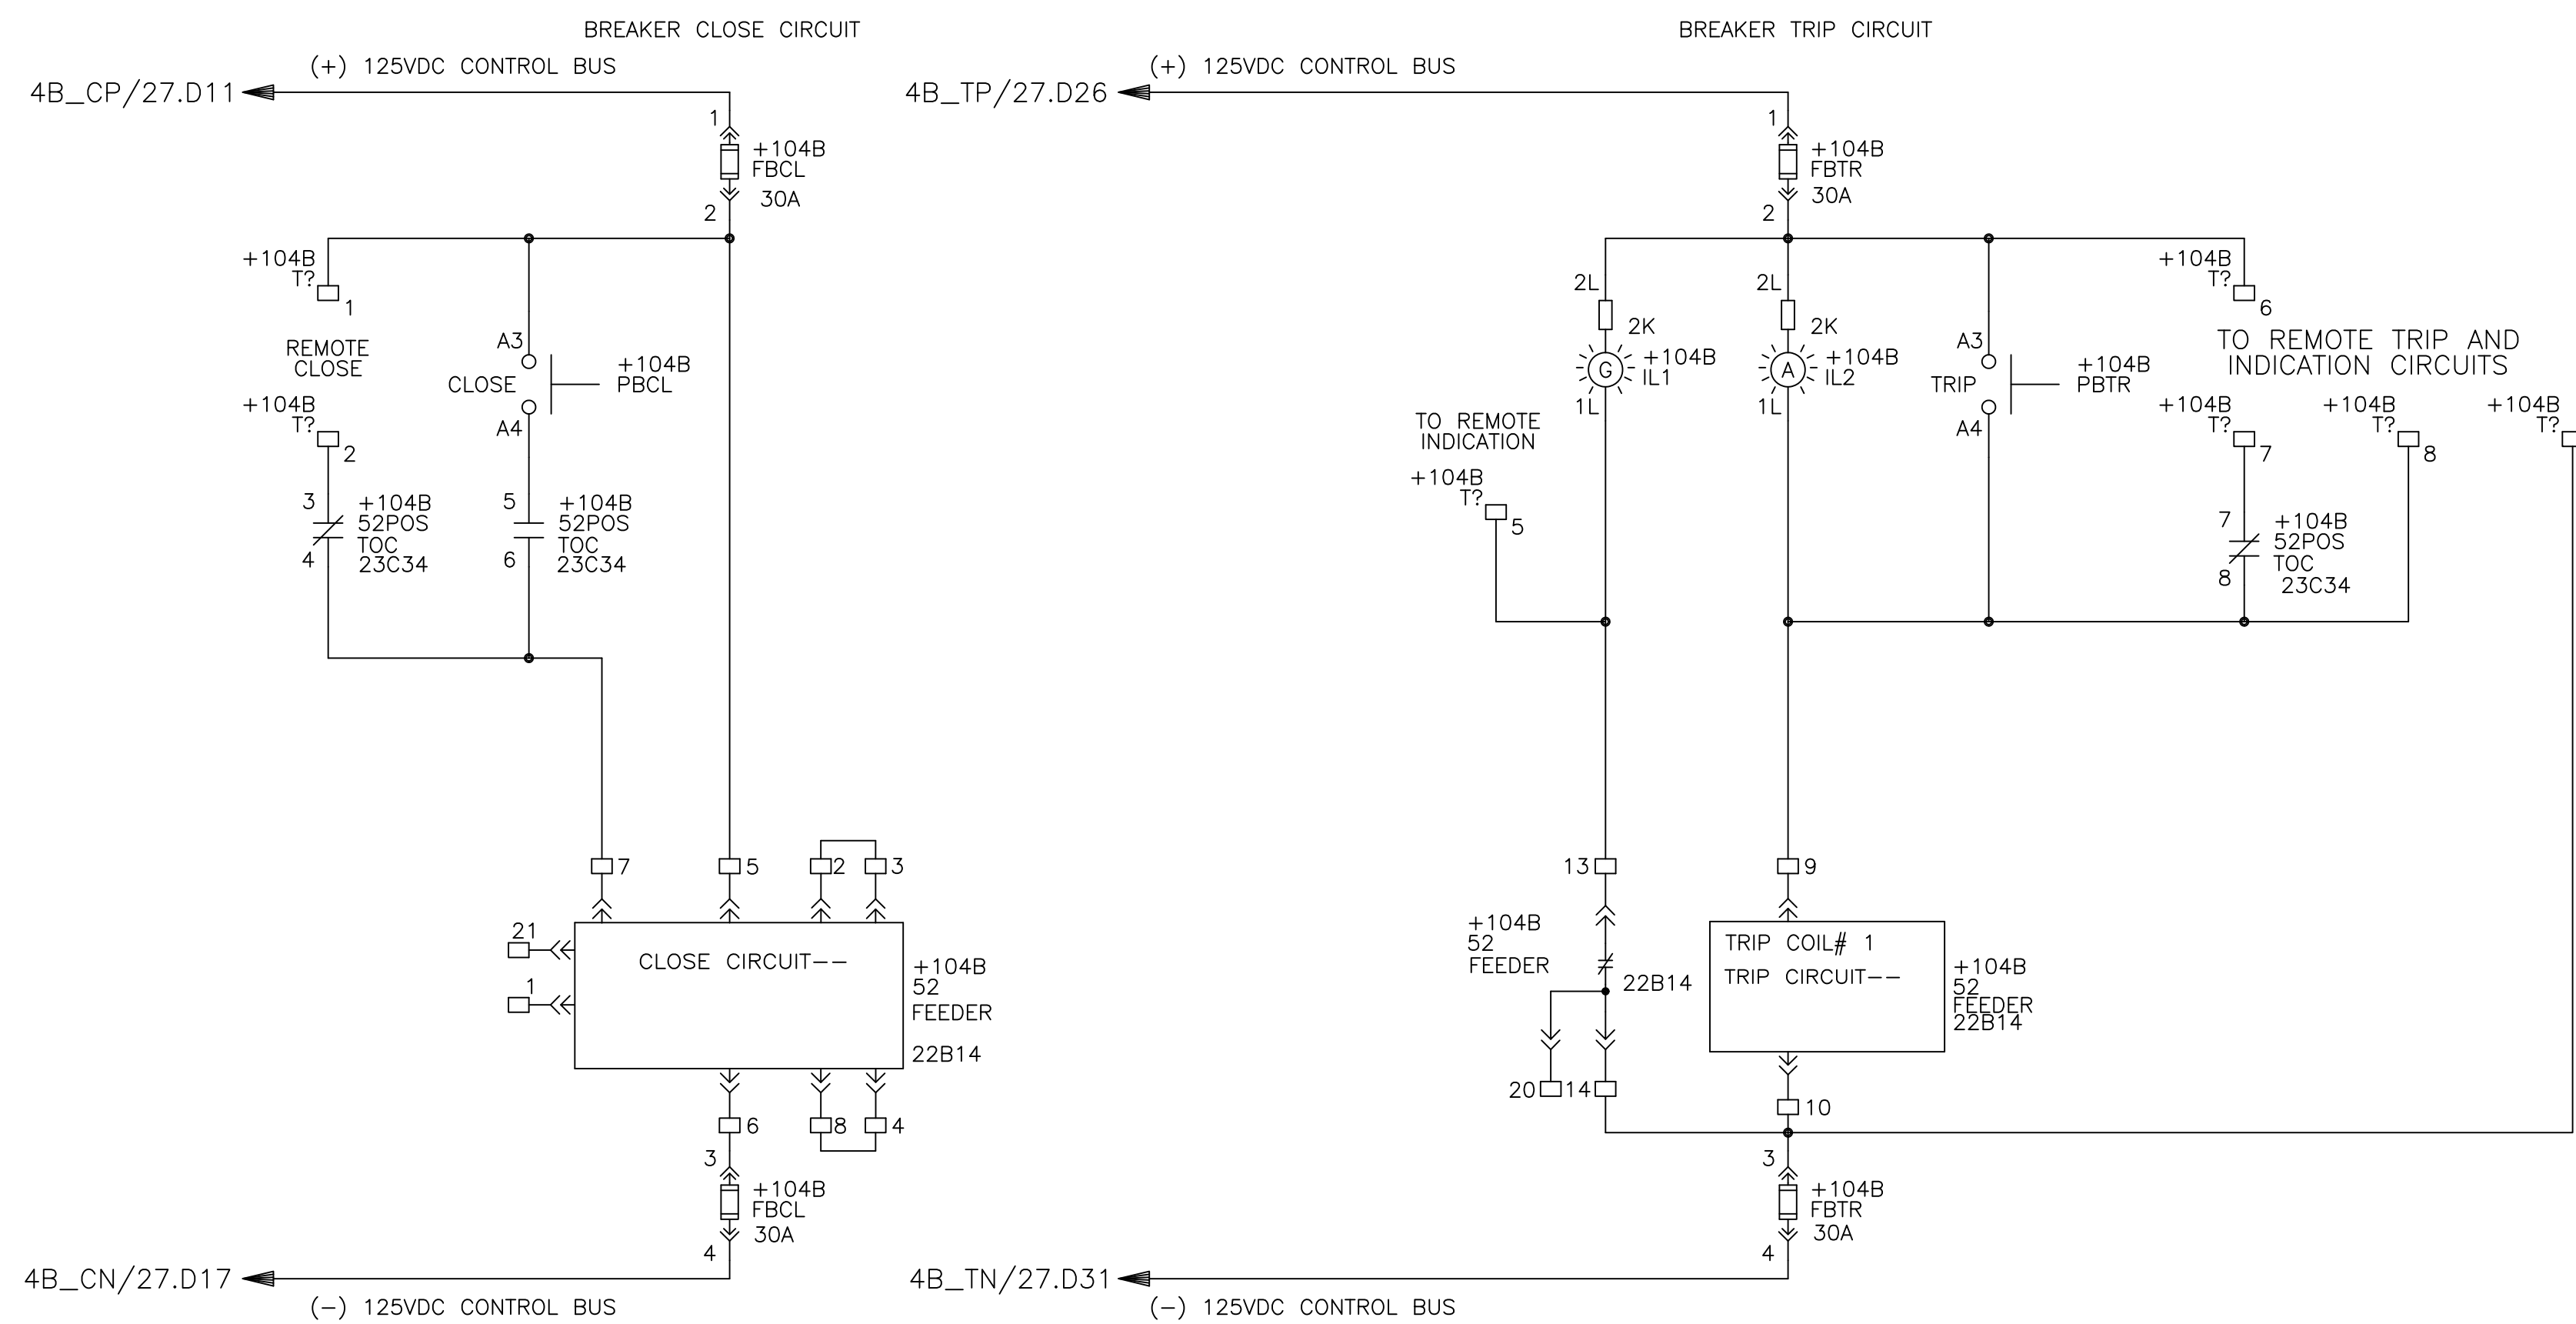 BREAKER CLOSE CIRCUIT
(+) 125VDC CONTROL BUS
4B_CP/27.D11
1
+104B
FBCL
30A
2
+104B
T?
1
REMOTE
CLOSE
A3
CLOSE
+104B
PBCL
A4
+104B
T?
2
3
+104B
52POS
TOC
23C34
4
5
+104B
52POS
TOC
23C34
6
7
5
2
3
21
1
CLOSE CIRCUIT--
+104B
52
FEEDER
22B14
6
8
4
3
+104B
FBCL
30A
4
4B_CN/27.D17
(-) 125VDC CONTROL BUS
BREAKER TRIP CIRCUIT
(+) 125VDC CONTROL BUS
4B_TP/27.D26
1
+104B
FBTR
30A
2
2L
2K
+104B
G
IL1
1L
2L
2K
+104B
A
IL2
1L
A3
TRIP
+104B
PBTR
A4
+104B
T?
6
TO REMOTE TRIP AND
INDICATION CIRCUITS
+104B
T?
7
+104B
T?
8
+104B
T?
7
+104B
52POS
TOC
23C34
8
TO REMOTE
INDICATION
+104B
T?
5
13
9
+104B
52
FEEDER
22B14
20
14
TRIP COIL# 1
TRIP CIRCUIT--
+104B
52
FEEDER
22B14
10
3
+104B
FBTR
30A
4
4B_TN/27.D31
(-) 125VDC CONTROL BUS